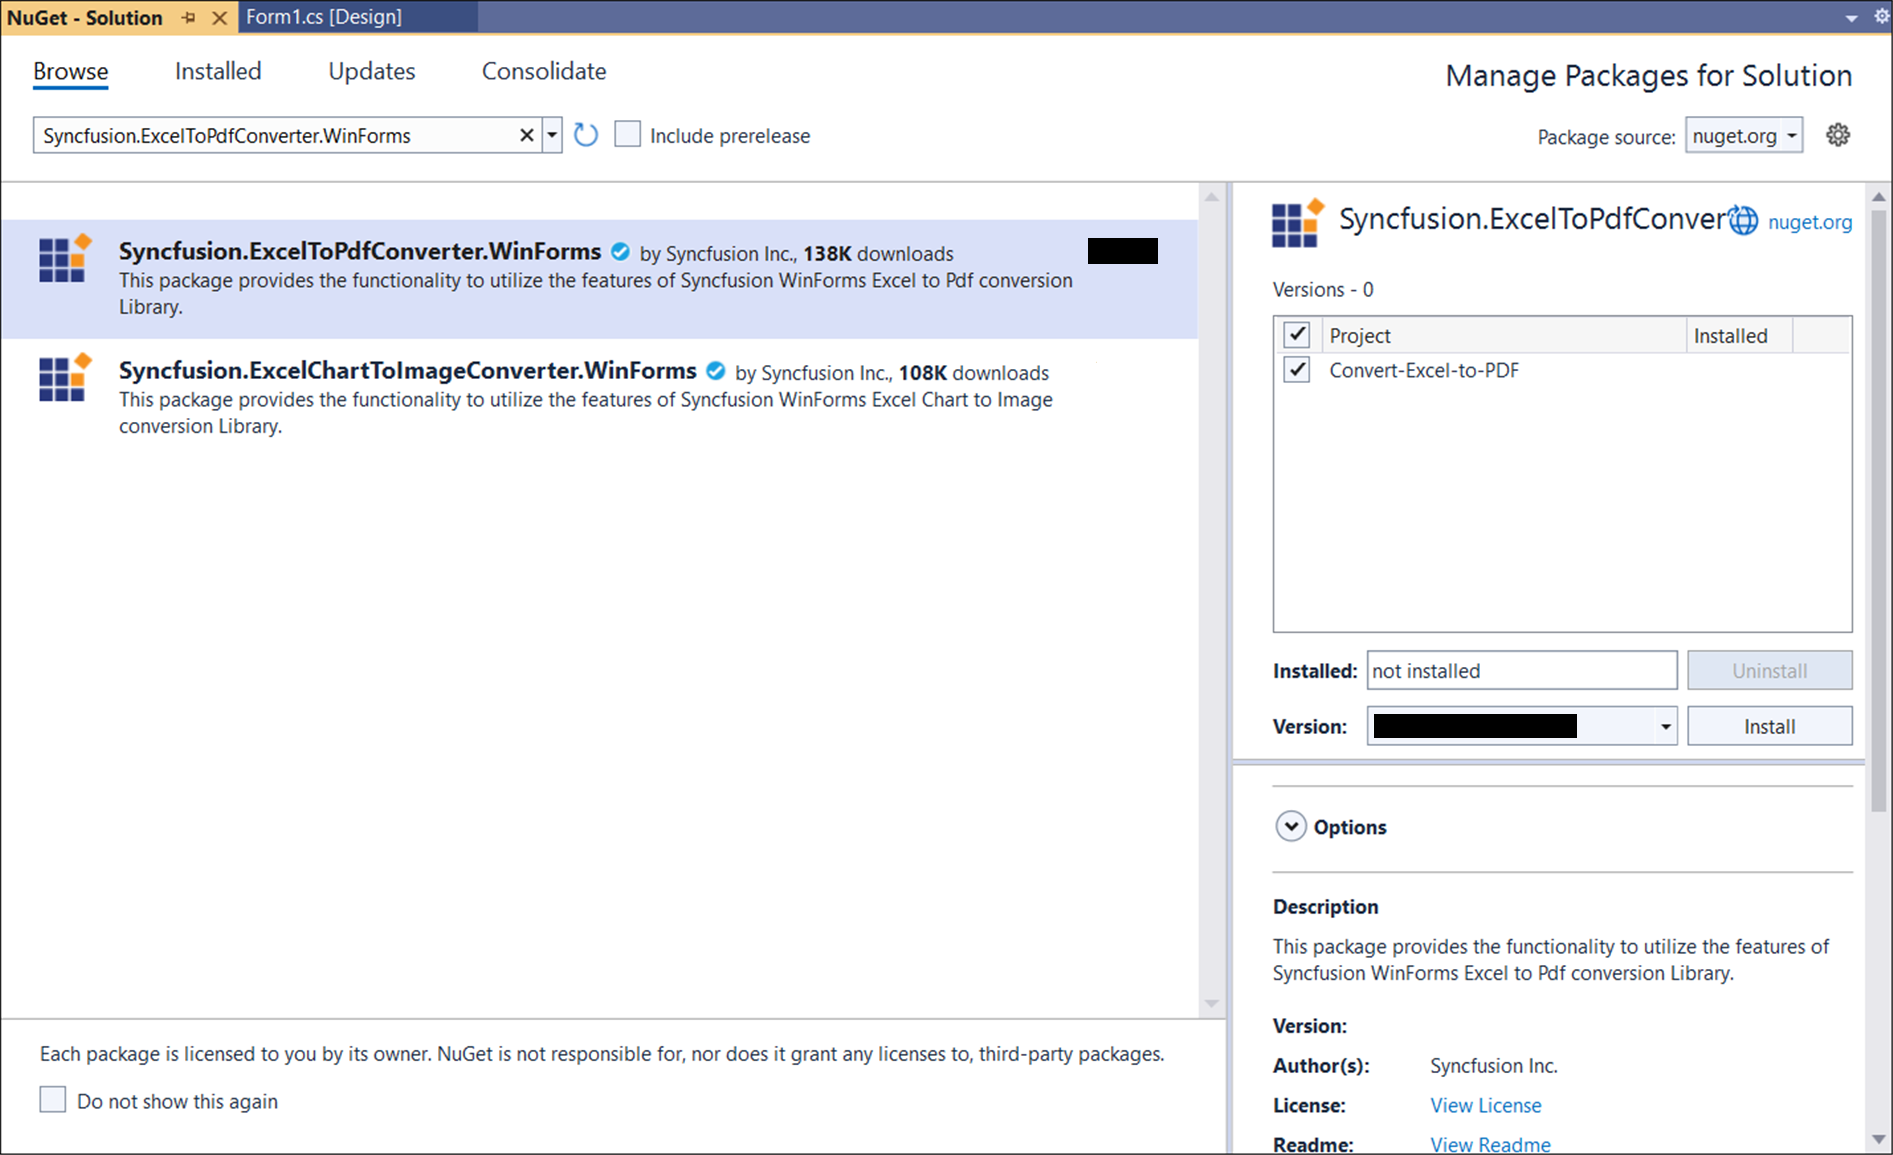 NuGet - Solution
Form1.cs [Design]
Browse Installed Updates Consolidate
Manage Packages for Solution
Syncfusion.ExcelToPdfConverter.WinForms
Include prerelease
Package source: nuget.org
Syncfusion.ExcelToPdfConverter.WinForms by Syncfusion Inc., 138K downloads
This package provides the functionality to utilize the features of Syncfusion WinForms Excel to Pdf conversion
Library.
Syncfusion.ExcelChartToImageConverter.WinForms by Syncfusion Inc., 108K downloads
This package provides the functionality to utilize the features of Syncfusion WinForms Excel Chart to Image
conversion Library.
Each package is licensed to you by its owner. NuGet is not responsible for, nor does it grant any licenses to, third-party packages.
Do not show this again
Syncfusion.ExcelToPdfConver nuget.org
Versions - 0
Project Installed
Convert-Excel-to-PDF
Installed: not installed Uninstall
Version: Install
Options
Description
This package provides the functionality to utilize the features of
Syncfusion WinForms Excel to Pdf conversion Library.
Version:
Author(s): Syncfusion Inc.
License: View License
Readme: View Readme